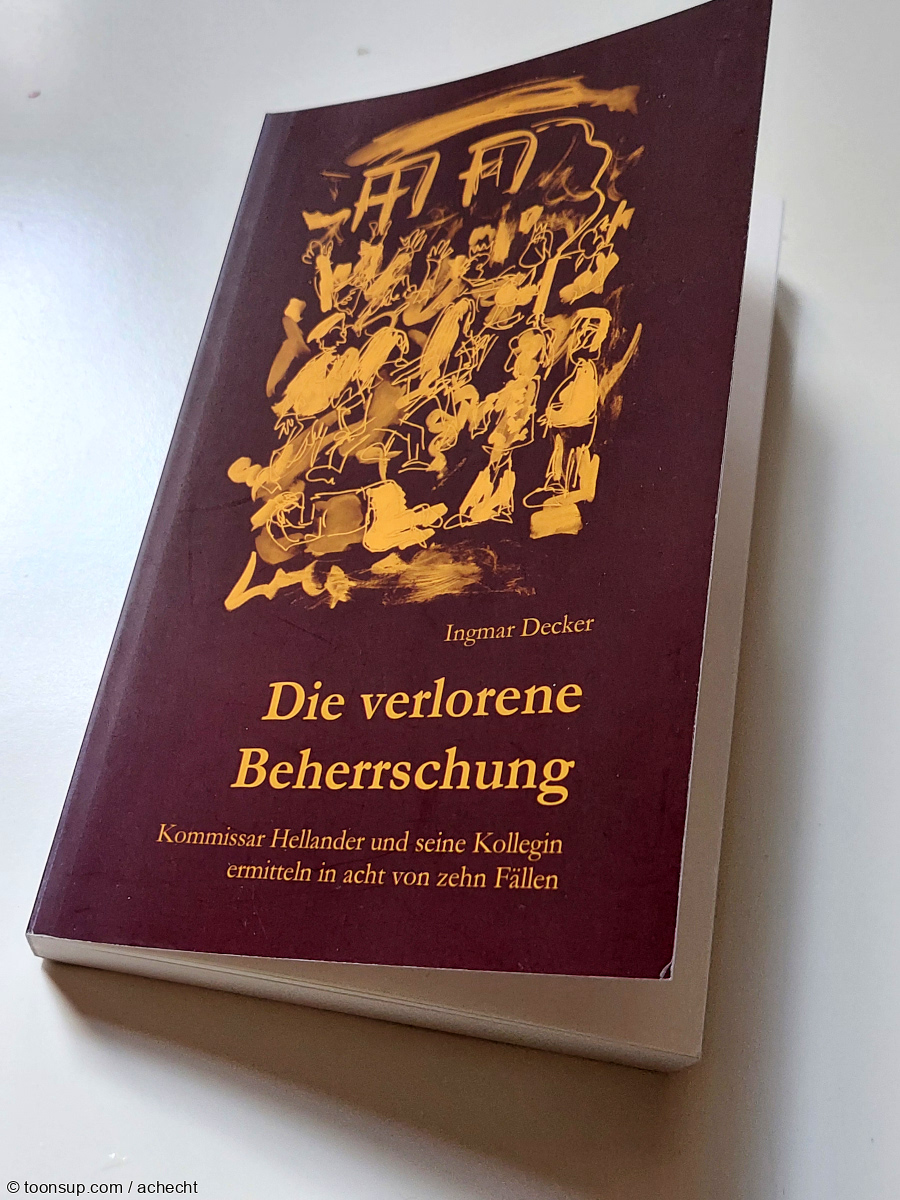 Ingmar Decker
Die verlorene
Beherrschung
Kommissar Hellander und seine Kollegin
ermitteln in acht von zehn Fällen
© toonsup.com / achecht